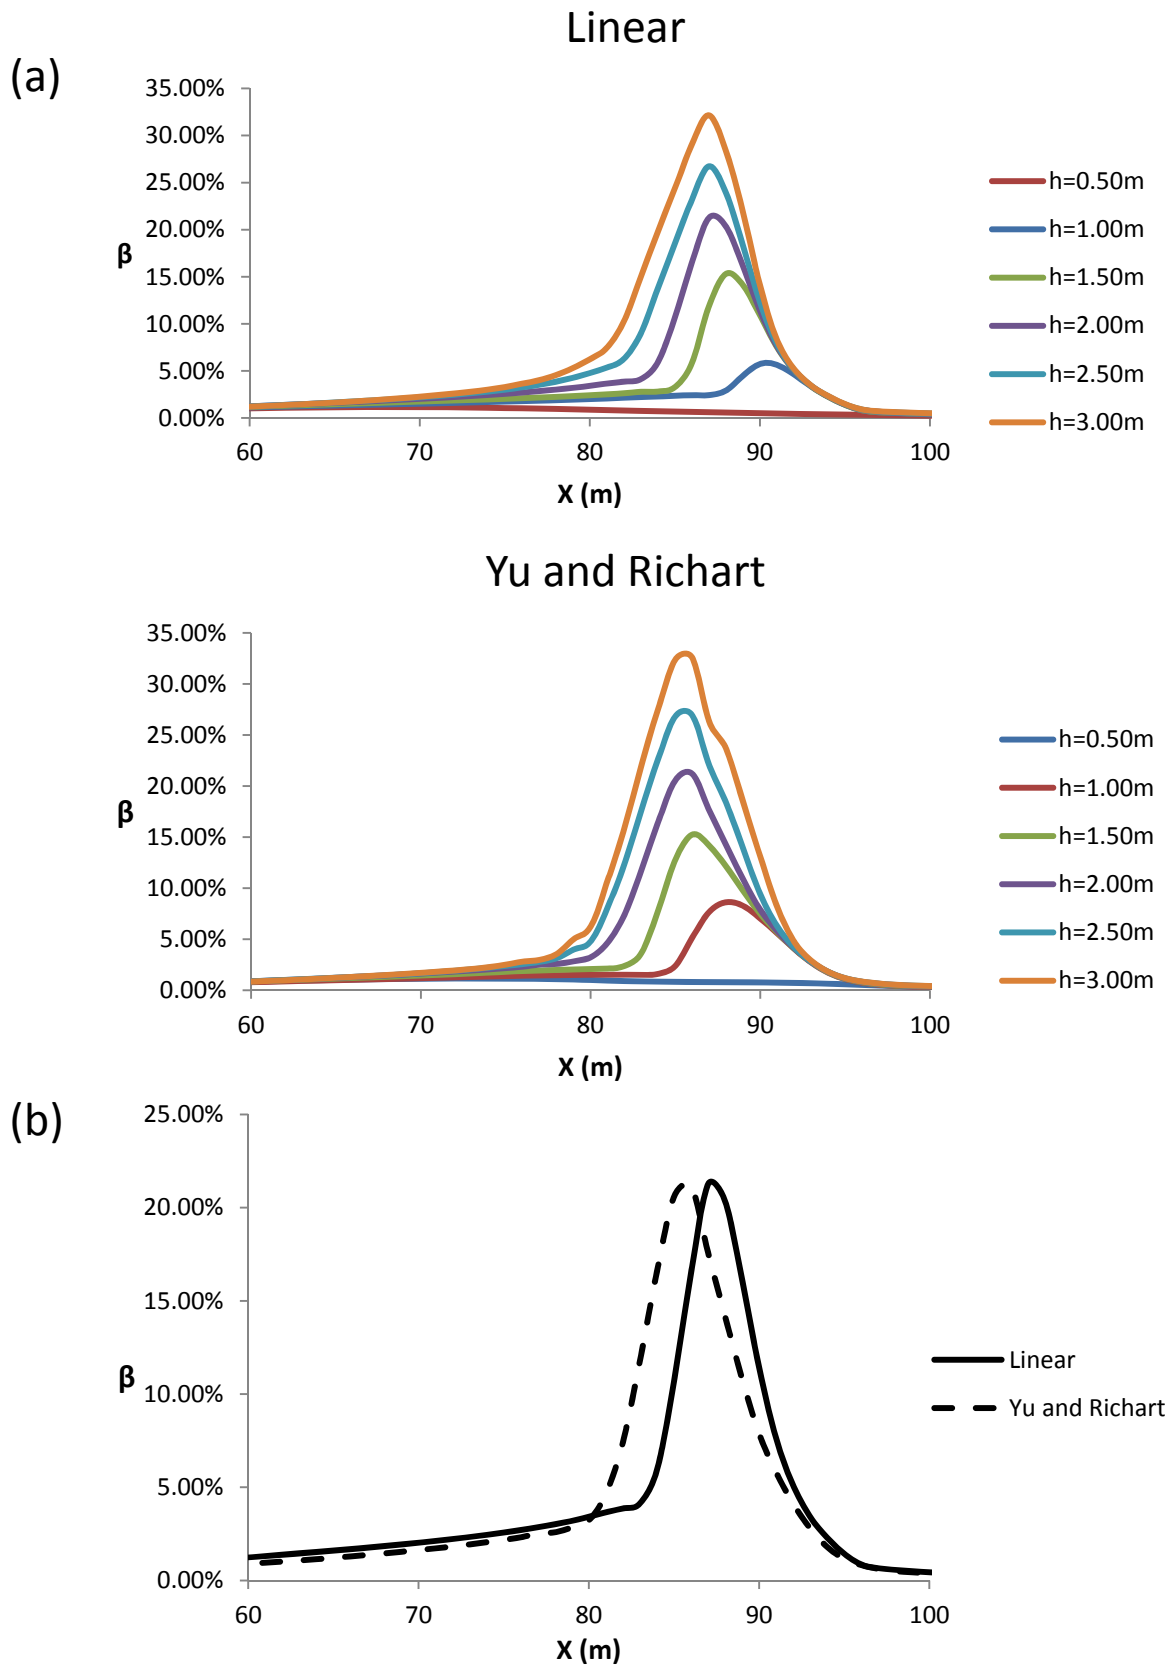 Linear
(a)
35.00%
30.00%
25.00%
20.00%
15.00%
10.00%
5.00%
0.00%
β
60 70 80 90 100
X (m)
h=0.50m
h=1.00m
h=1.50m
h=2.00m
h=2.50m
h=3.00m
Yu and Richart
35.00%
30.00%
25.00%
20.00%
15.00%
10.00%
5.00%
0.00%
β
60 70 80 90 100
X (m)
h=0.50m
h=1.00m
h=1.50m
h=2.00m
h=2.50m
h=3.00m
(b)
25.00%
20.00%
15.00%
10.00%
5.00%
0.00%
β
60 70 80 90 100
X (m)
Linear
Yu and Richart